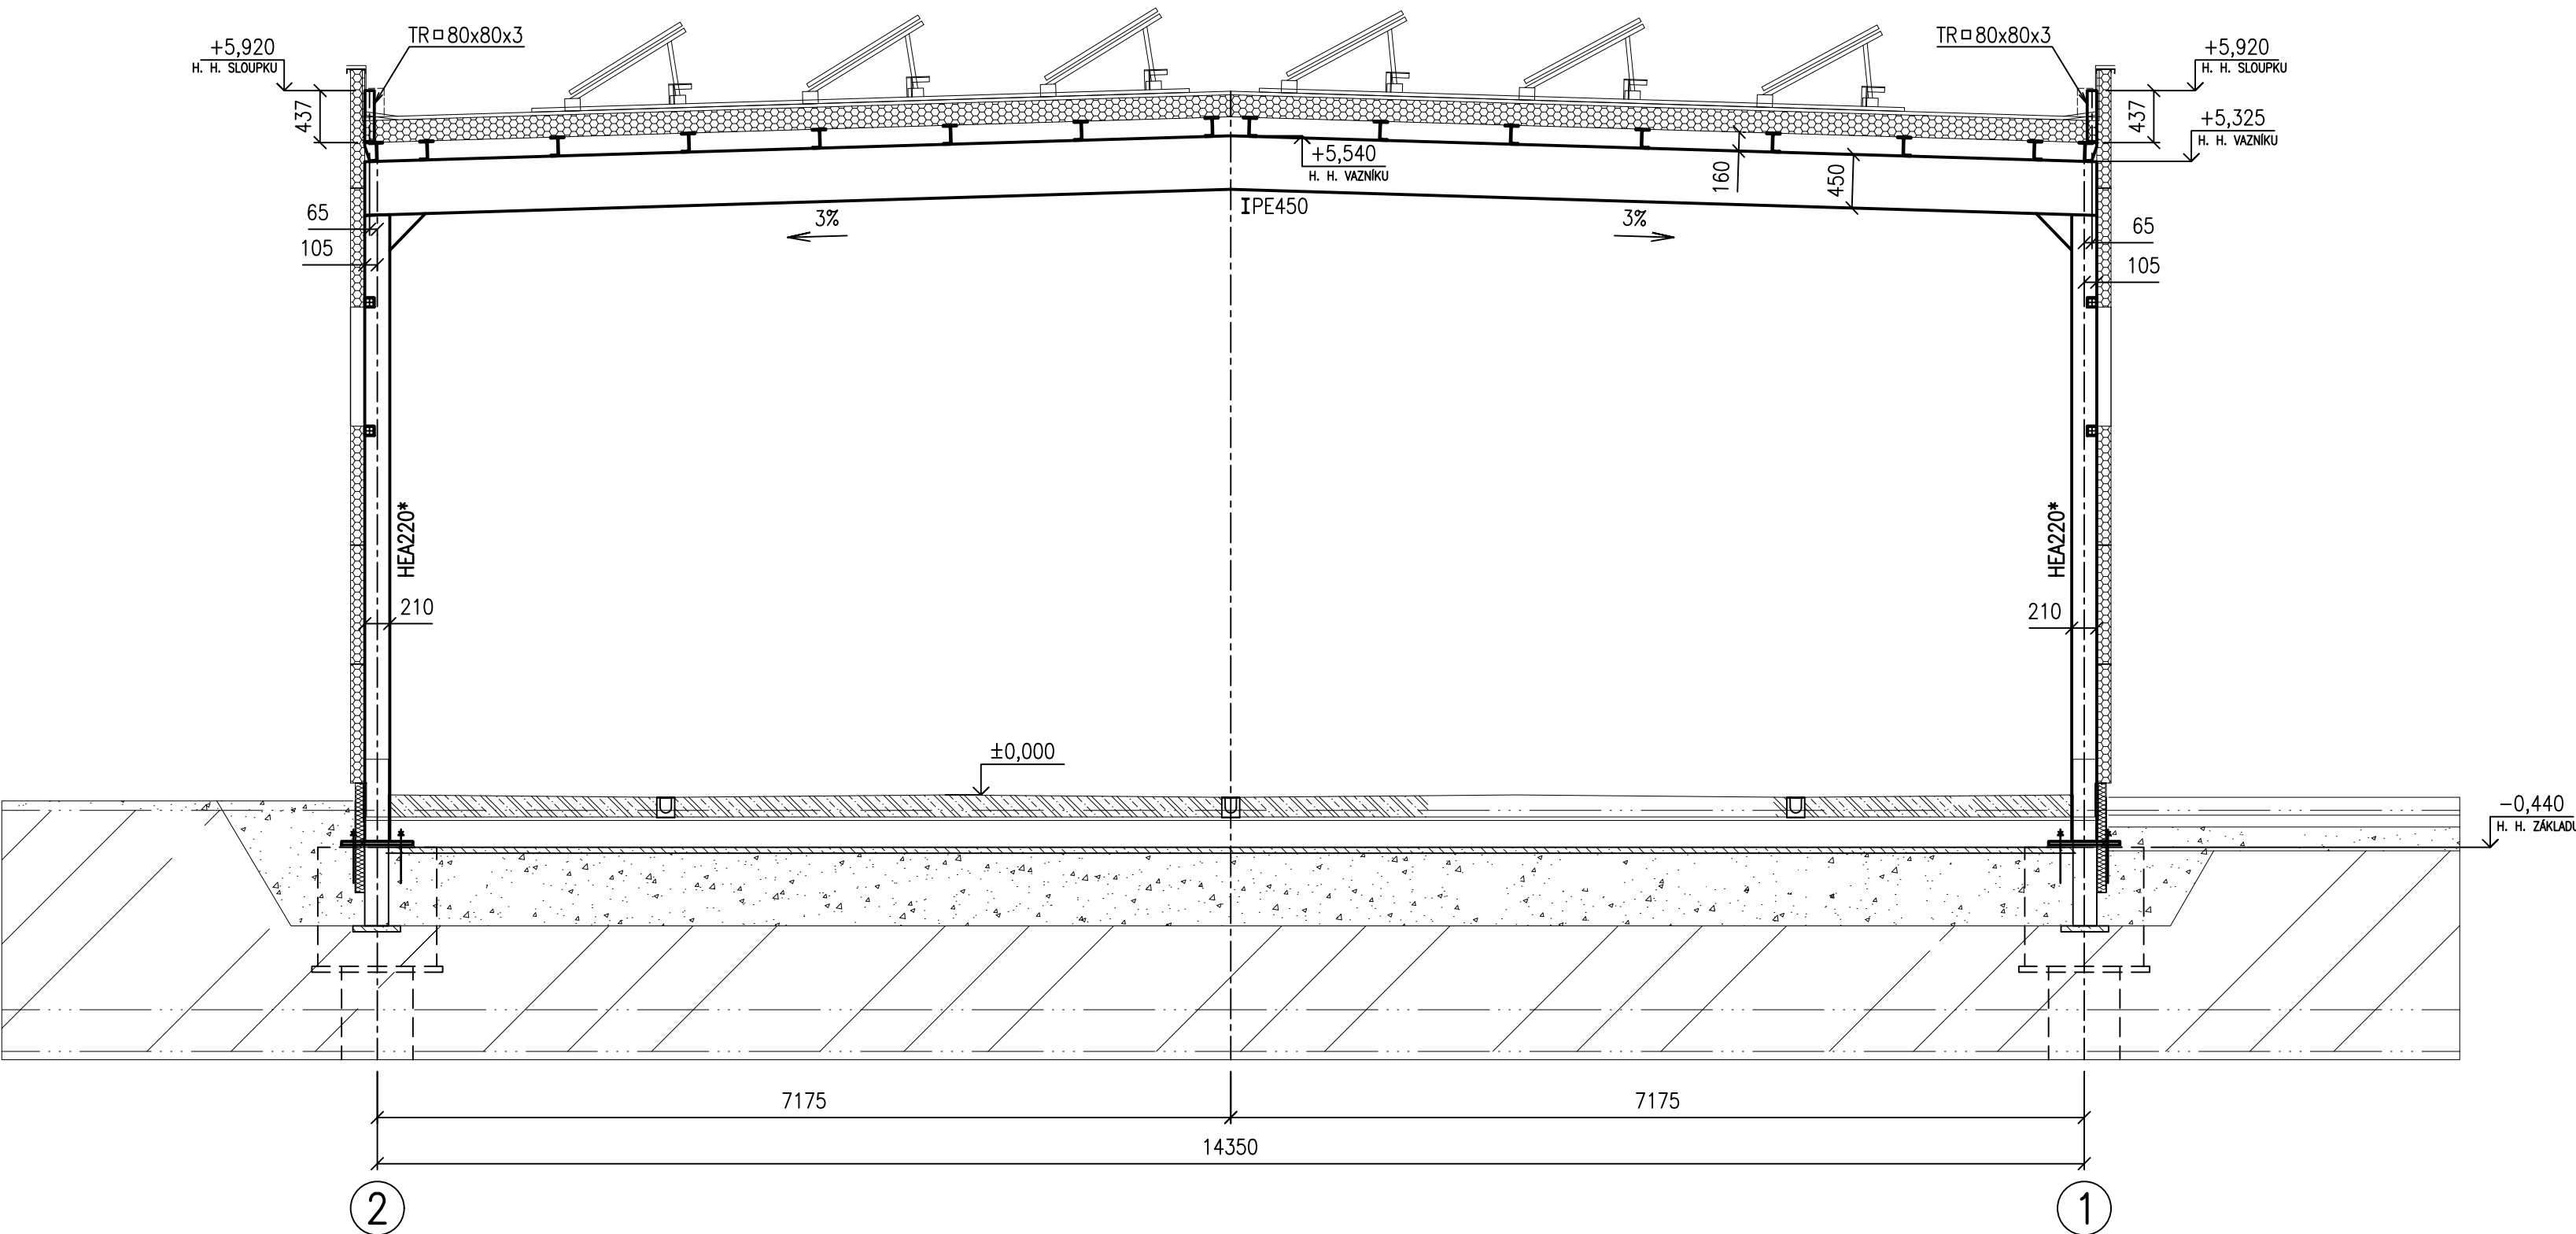 +5,920
H. H. SLOUPKU
TR□80x80x3
TR□80x80x3
+5,920
H. H. SLOUPKU
437
437
+5,325
H. H. VAZNÍKU
+5,540
H. H. VAZNÍKU
160
450
65
105
3%
IPE450
3%
65
105
HEA220*
HEA220*
210
210
±0,000
-0,440
H. H. ZÁKLADU
7175
7175
14350
2
1